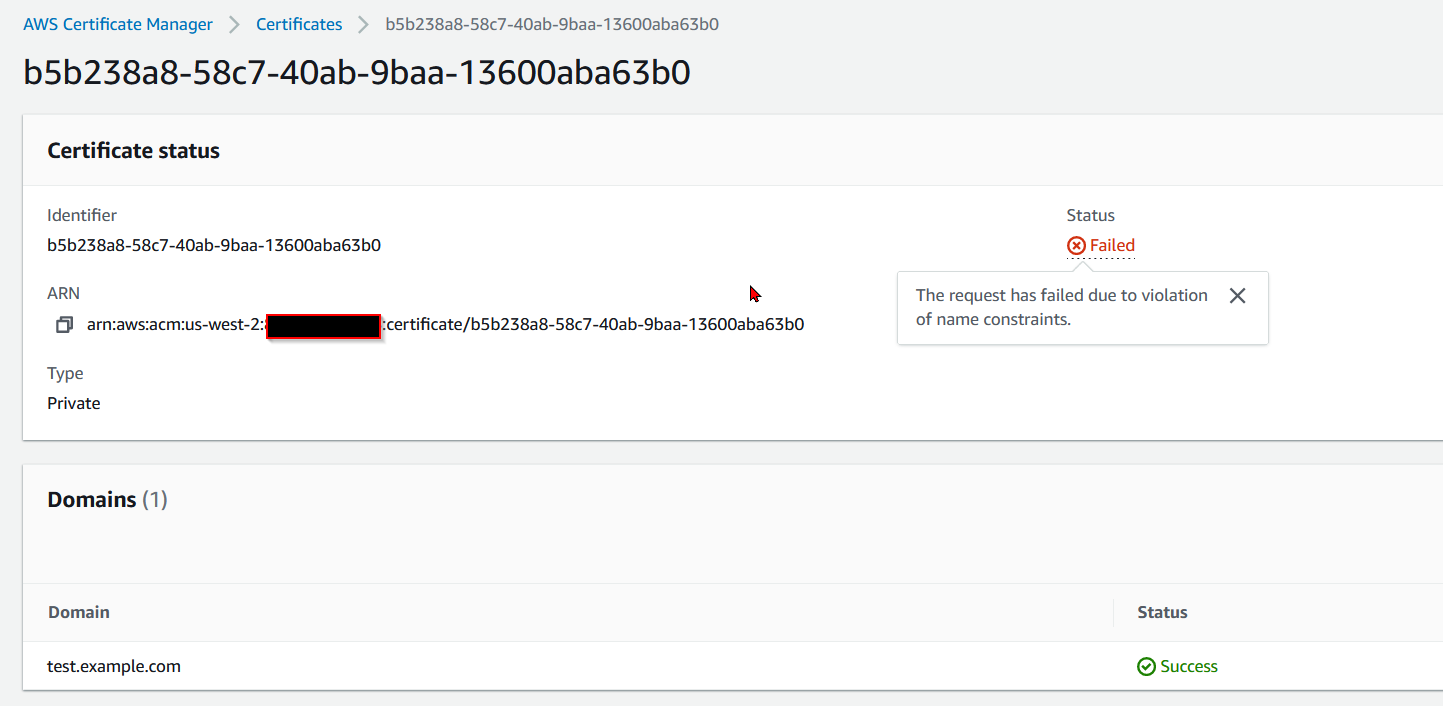 AWS Certificate Manager > Certificates > b5b238a8-58c7-40ab-9baa-13600aba63b0
b5b238a8-58c7-40ab-9baa-13600aba63b0
Certificate status
Identifier
b5b238a8-58c7-40ab-9baa-13600aba63b0
ARN
arn:aws:acm:us-west-2: :certificate/b5b238a8-58c7-40ab-9baa-13600aba63b0
Type
Private
Status
Failed
The request has failed due to violation
of name constraints.
Domains (1)
Domain Status
test.example.com Success